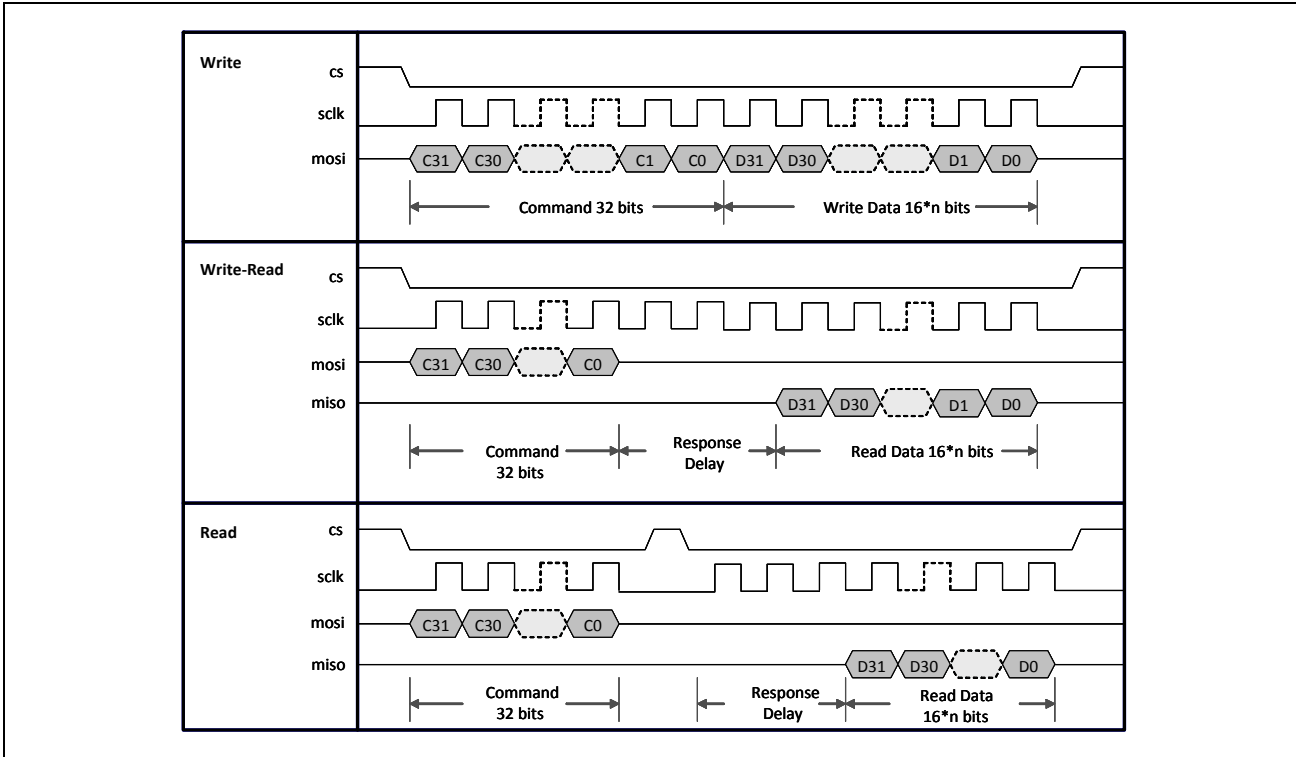 Write
cs
sclk
mosi C31 C30 C1 C0 D31 D30 D1 D0
Command 32 bits Write Data 16*n bits
Write-Read
cs
sclk
mosi C31 C30 C0
miso D31 D30 D1 D0
Command
32 bits
Response
Delay
Read Data 16*n bits
Read
cs
sclk
mosi C31 C30 C0
miso D31 D30 D0
Command
32 bits
Response
Delay
Read Data
16*n bits